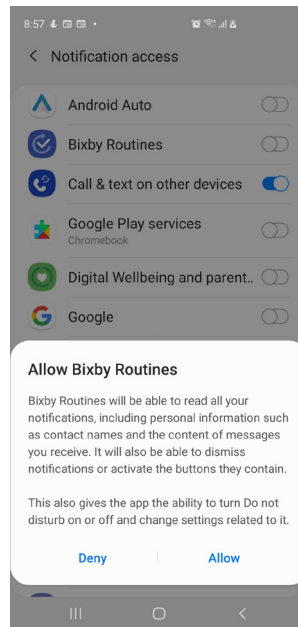 8:57
Notification access
Android Auto
Bixby Routines
Call & text on other devices
Google Play services
Chromebook
Digital Wellbeing and parent..
Google
Allow Bixby Routines
Bixby Routines will be able to read all your
notifications, including personal information such
as contact names and the content of messages
you receive. It will also be able to dismiss
notifications or activate the buttons they contain.
This also gives the app the ability to turn Do not
disturb on or off and change settings related to it.
Deny
Allow